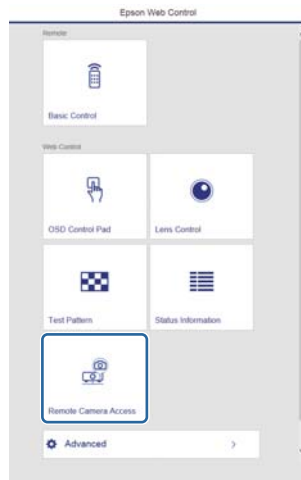 Epson Web Control
Remote
Basic Control
Web Control
OSD Control Pad
Lens Control
Test Pattern
Status Information
Remote Camera Access
Advanced